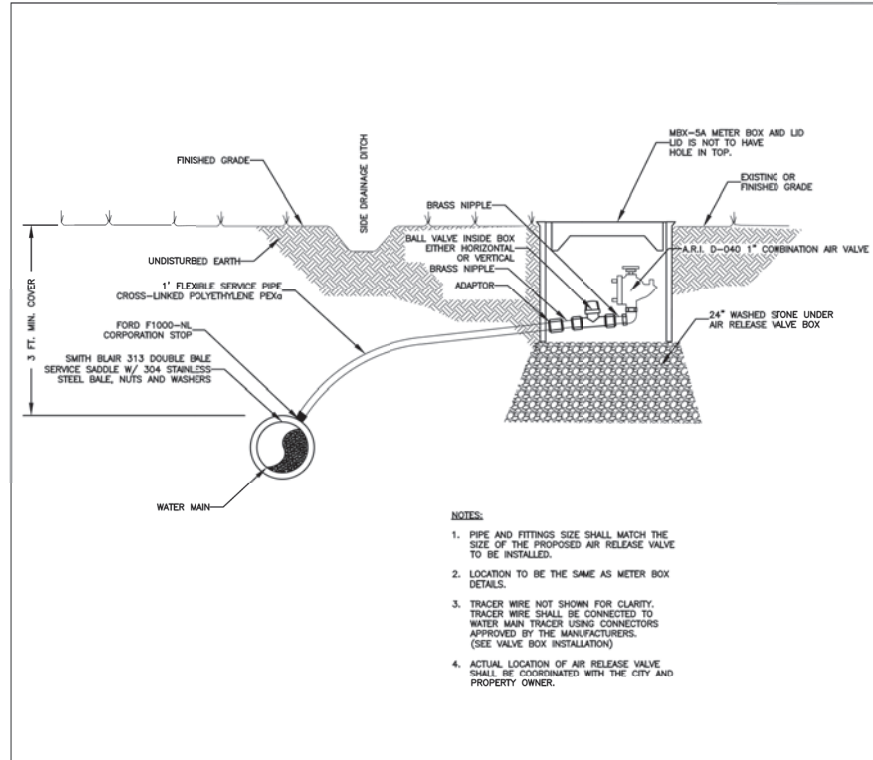 MBX-5A METER BOX AND LID
LID IS NOT TO HAVE
HOLE IN TOP.
SIDE DRAINAGE DITCH
FINISHED GRADE
EXISTING OR
FINISHED GRADE
BRASS NIPPLE
BALL VALVE INSIDE BOX
EITHER HORIZONTAL
OR VERTICAL
A.R.I. D-040 1" COMBINATION AIR VALVE
UNDISTURBED EARTH
BRASS NIPPLE
ADAPTOR
1' FLEXIBLE SERVICE PIPE
CROSS-LINKED POLYETHYLENE PEXa
3 FT. MIN. COVER
24" WASHED STONE UNDER
AIR RELEASE VALVE BOX
FORD F1000-NL
CORPORATION STOP
SMITH BLAIR 313 DOUBLE BALE
SERVICE SADDLE W/ 304 STAINLESS
STEEL BALE, NUTS AND WASHERS
WATER MAIN
NOTES:
1. PIPE AND FITTINGS SIZE SHALL MATCH THE
SIZE OF THE PROPOSED AIR RELEASE VALVE
TO BE INSTALLED.
2. LOCATION TO BE THE SAME AS METER BOX
DETAILS.
3. TRACER WIRE NOT SHOWN FOR CLARITY.
TRACER WIRE SHALL BE CONNECTED TO
WATER MAIN TRACER USING CONNECTORS
APPROVED BY THE MANUFACTURERS.
(SEE VALVE BOX INSTALLATION)
4. ACTUAL LOCATION OF AIR RELEASE VALVE
SHALL BE COORDINATED WITH THE CITY AND
PROPERTY OWNER.